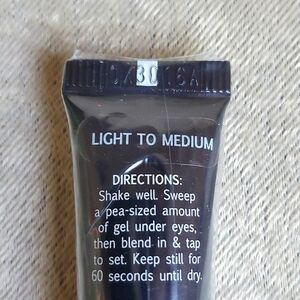 LIGHT TO MEDIUM
DIRECTIONS:
Shake well. Sweep
a pea-sized amount
of gel under eyes,
then blend in & tap
to set. Keep still for
60 seconds until dry.